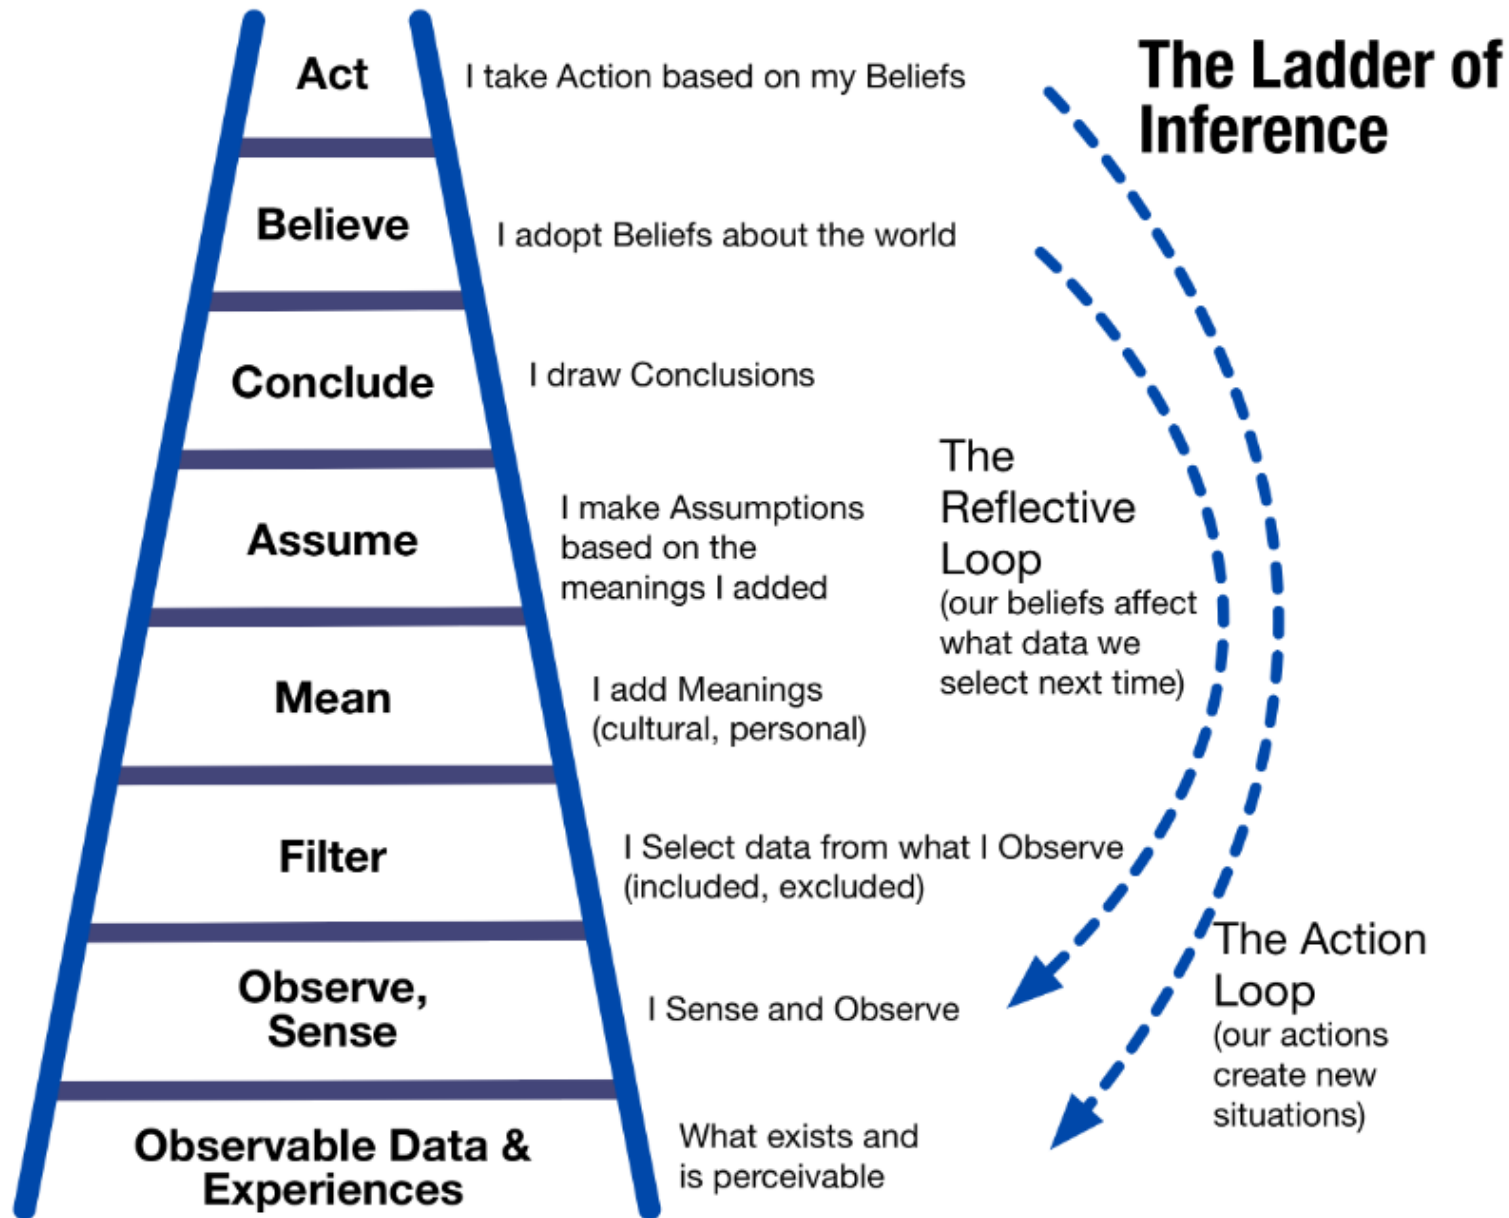 The Ladder of
Inference
Act
I take Action based on my Beliefs
Believe
I adopt Beliefs about the world
Conclude
I draw Conclusions
Assume
I make Assumptions
based on the
meanings I added
The
Reflective
Loop
(our beliefs affect
what data we
select next time)
Mean
I add Meanings
(cultural, personal)
Filter
I Select data from what I Observe
(included, excluded)
Observe,
Sense
I Sense and Observe
The Action
Loop
(our actions
create new
situations)
Observable Data &
Experiences
What exists and
is perceivable